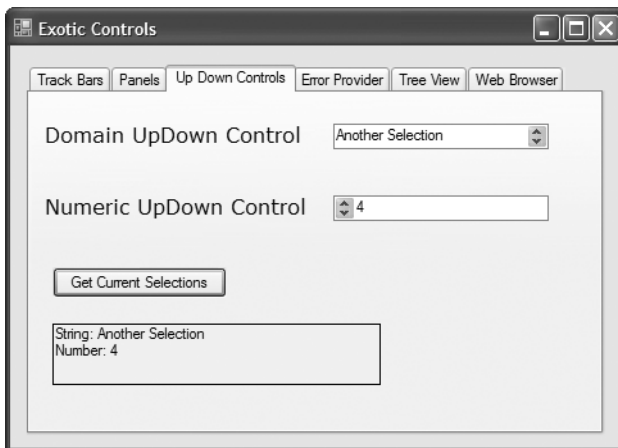 Exotic Controls
Track Bars Panels Up Down Controls Error Provider Tree View Web Browser
Domain UpDown Control Another Selection
Numeric UpDown Control 4
Get Current Selections
String: Another Selection
Number: 4